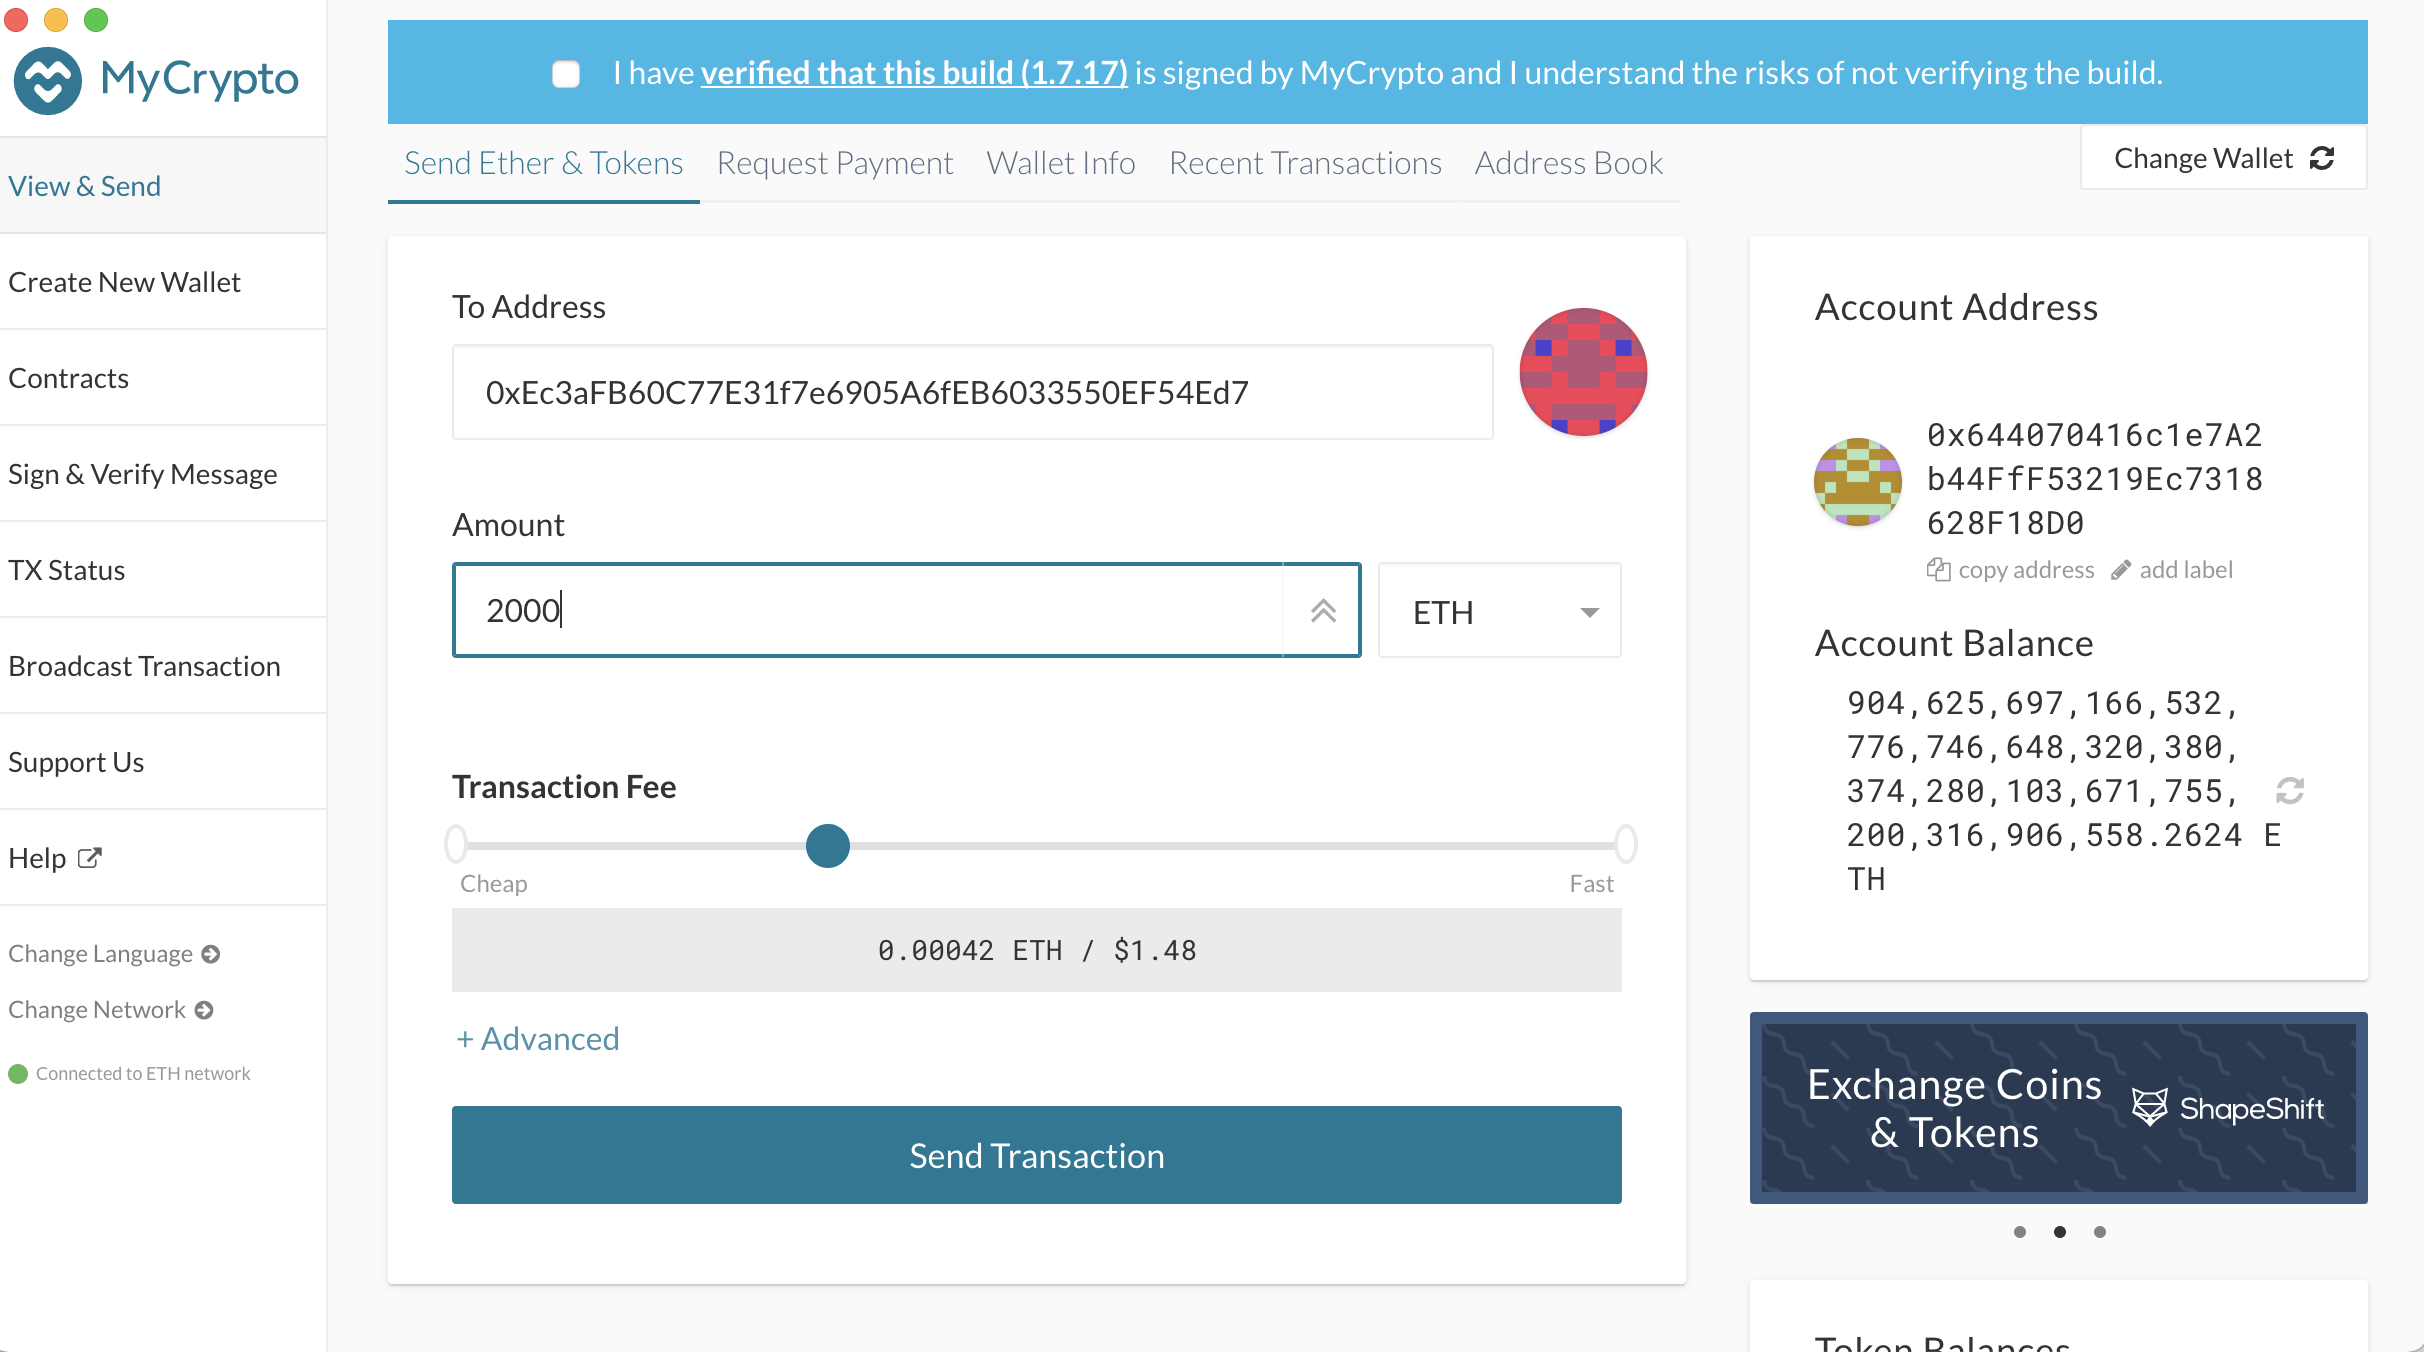 MyCrypto
View & Send
Create New Wallet
Contracts
Sign & Verify Message
TX Status
Broadcast Transaction
Support Us
Help
Change Language
Change Network
Connected to ETH network
I have verified that this build (1.7.17) is signed by MyCrypto and I understand the risks of not verifying the build.
Send Ether & Tokens Request Payment Wallet Info Recent Transactions Address Book
Change Wallet
To Address
0xEc3aFB60C77E31f7e6905A6fEB6033550EF54Ed7
Amount
2000
ETH
Transaction Fee
Cheap
Fast
0.00042 ETH / $1.48
+ Advanced
Send Transaction
Account Address
0x644070416c1e7A2
b44FfF53219Ec7318
628F18D0
copy address add label
Account Balance
904,625,697,166,532,
776,746,648,320,380,
374,280,103,671,755,
200,316,906,558.2624 E
TH
Exchange Coins
& Tokens
ShapeShift
Token Balances